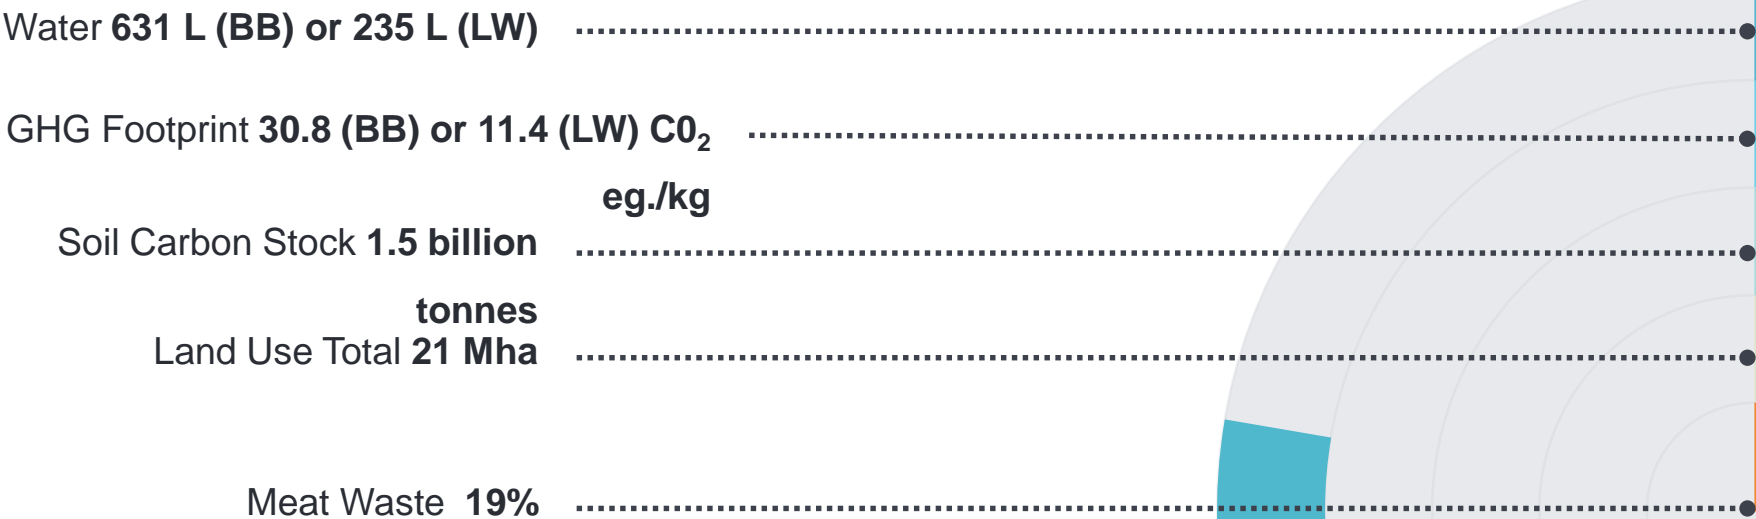 Water 631 L (BB) or 235 L (LW)
GHG Footprint 30.8 (BB) or 11.4 (LW) C0₂
eg./kg
Soil Carbon Stock 1.5 billion
tonnes
Land Use Total 21 Mha
Meat Waste 19%